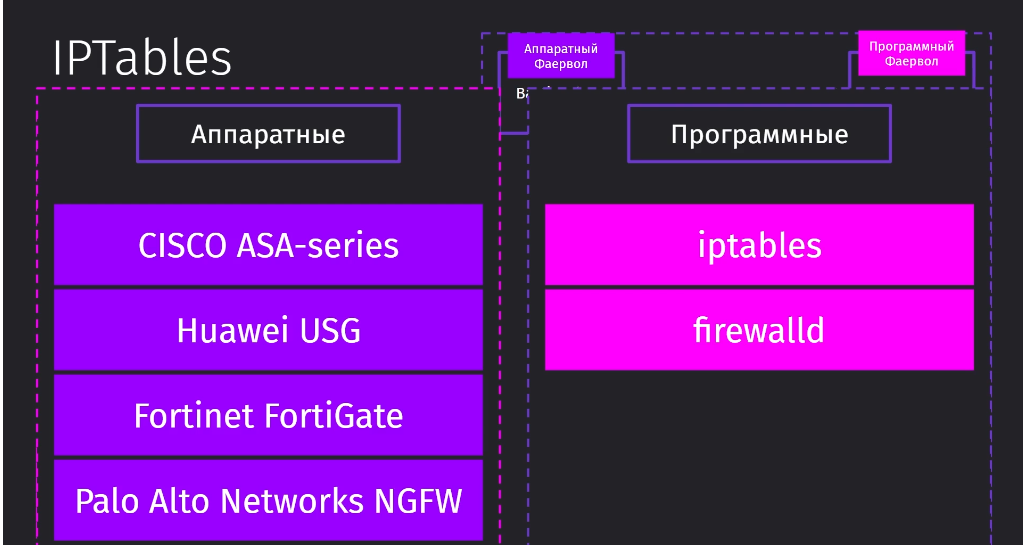 IPTables
Аппаратный
Фаервол
Программный
Фаервол
Аппаратные
Программные
CISCO ASA-series
Huawei USG
Fortinet FortiGate
Palo Alto Networks NGFW
iptables
firewalld